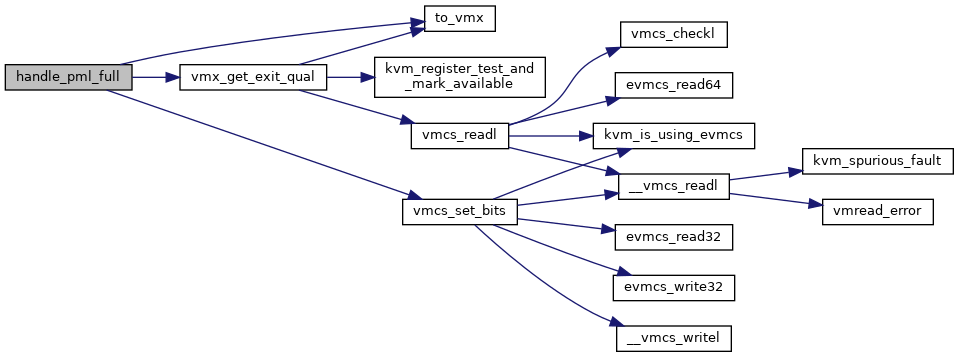 handle_pml_full
to_vmx
vmx_get_exit_qual
kvm_register_test_and
_mark_available
vmcs_readl
vmcs_set_bits
vmcs_checkl
evmcs_read64
kvm_is_using_evmcs
__vmcs_readl
evmcs_read32
evmcs_write32
__vmcs_writel
kvm_spurious_fault
vmread_error